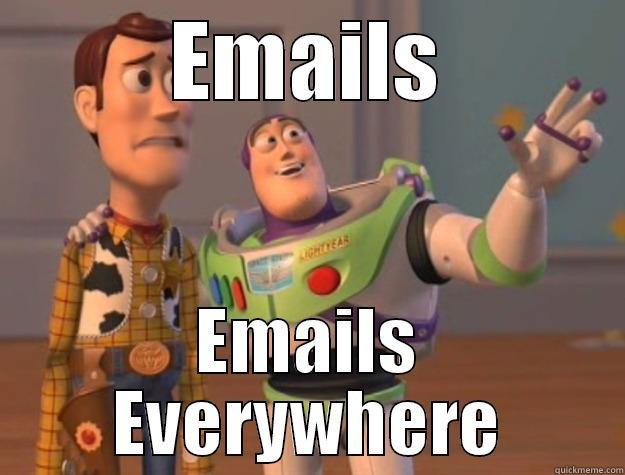 Emails
LIGHTYEAR
Emails
Everywhere
quickmeme.com